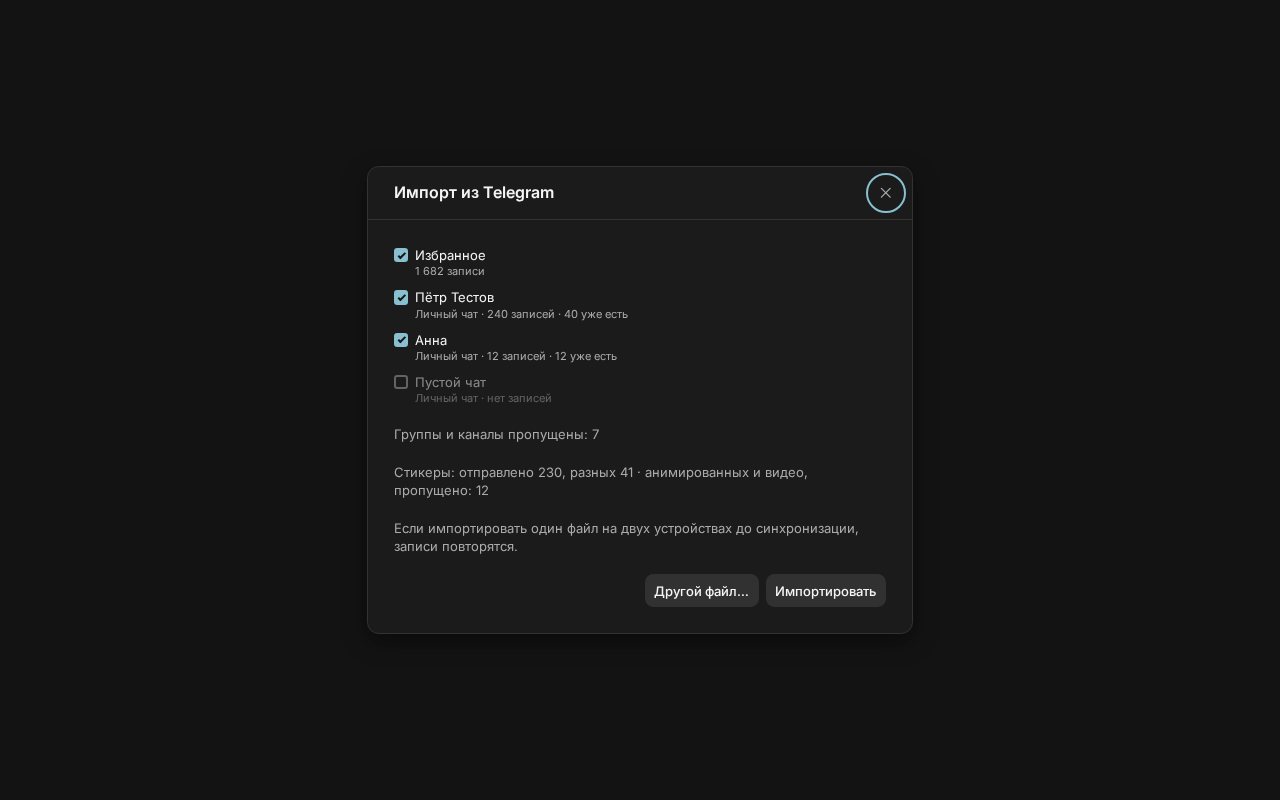 Импорт из Telegram
Избранное
1 682 записи
Пётр Тестов
Личный чат · 240 записей · 40 уже есть
Анна
Личный чат · 12 записей · 12 уже есть
Пустой чат
Личный чат · нет записей
Группы и каналы пропущены: 7
Стикеры: отправлено 230, разных 41 · анимированных и видео,
пропущено: 12
Если импортировать один файл на двух устройствах до синхронизации,
записи повторятся.
Другой файл...
Импортировать